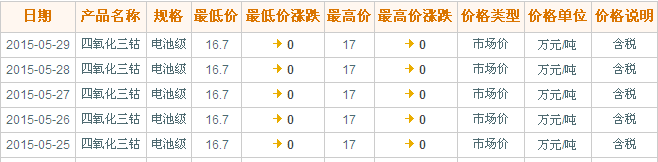 日期 产品名称 规格 最低价 最低价涨跌 最高价 最高价涨跌 价格类型 价格单位 价格说明
2015-05-29 四氧化三钴 电池级 16.7 → 0 17 → 0 市场价 万元/吨 含税
2015-05-28 四氧化三钴 电池级 16.7 → 0 17 → 0 市场价 万元/吨 含税
2015-05-27 四氧化三钴 电池级 16.7 → 0 17 → 0 市场价 万元/吨 含税
2015-05-26 四氧化三钴 电池级 16.7 → 0 17 → 0 市场价 万元/吨 含税
2015-05-25 四氧化三钴 电池级 16.7 → 0 17 → 0 市场价 万元/吨 含税